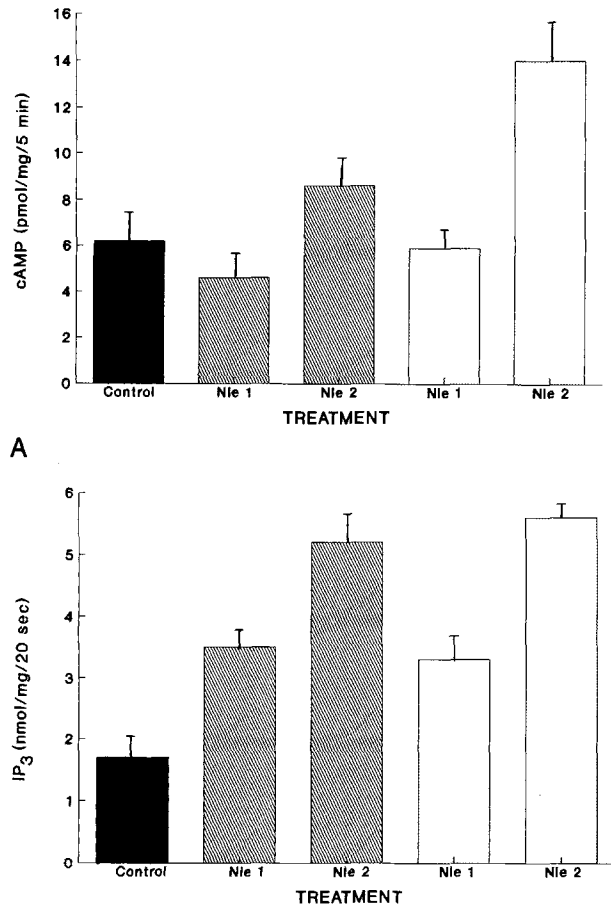 16
14
12
10
8
6
4
2
0
cAMP (pmol/mg/5 min)
Control Nle 1 Nle 2 Nle 1 Nle 2
TREATMENT
A
6
5
4
3
2
1
0
IP3 (nmol/mg/20 sec)
Control Nle 1 Nle 2 Nle 1 Nle 2
TREATMENT